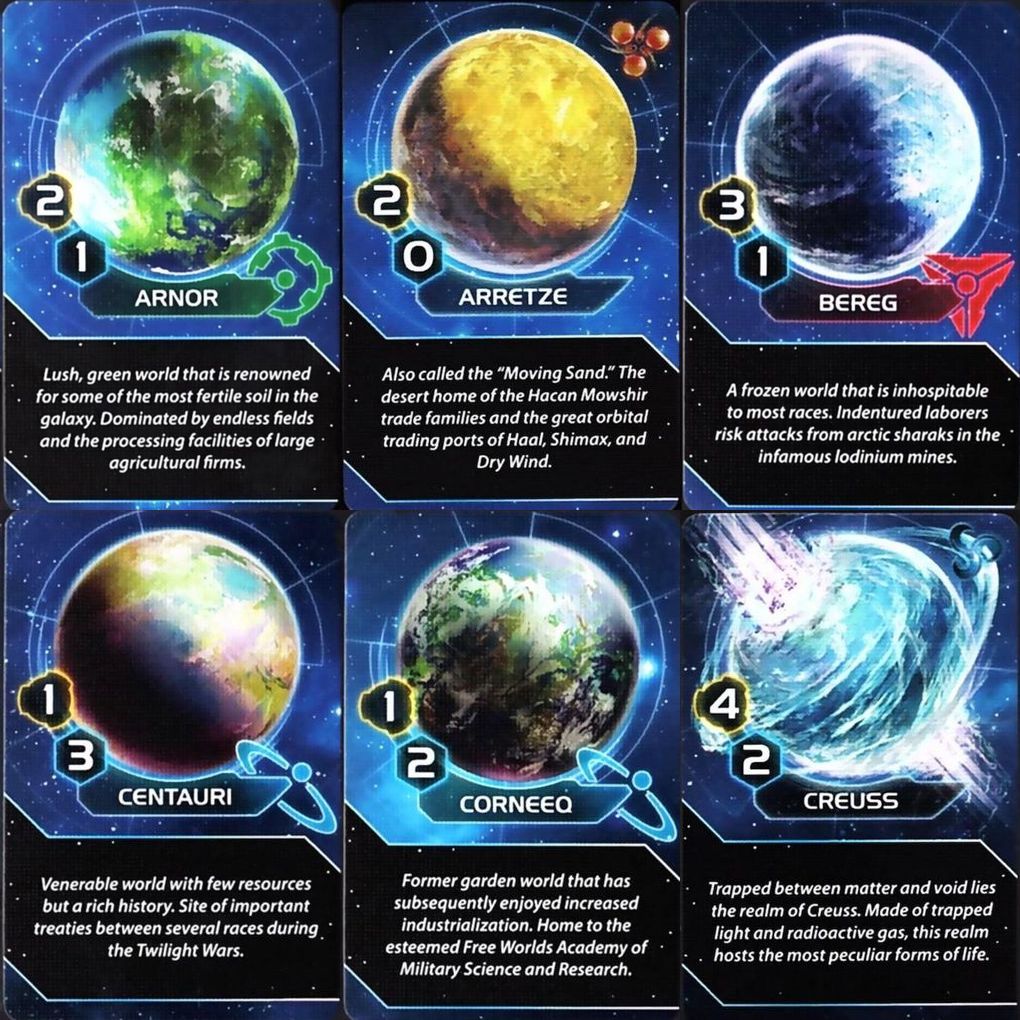 2
1
ARNOR
Lush, green world that is renowned
for some of the most fertile soil in the
galaxy. Dominated by endless fields
and the processing facilities of large
agricultural firms.
2
0
ARRETZE
Also called the “Moving Sand.” The
desert home of the Hacan Mowshir
trade families and the great orbital
trading ports of Haal, Shimax, and
Dry Wind.
3
1
BEREG
A frozen world that is inhospitable
to most races. Indentured laborers
risk attacks from arctic sharaks in the
infamous Iodinium mines.
1
3
CENTAURI
Venerable world with few resources
but a rich history. Site of important
treaties between several races during
the Twilight Wars.
1
2
CORNEEQ
Former garden world that has
subsequently enjoyed increased
industrialization. Home to the
esteemed Free Worlds Academy of
Military Science and Research.
4
2
CREUSS
Trapped between matter and void lies
the realm of Creuss. Made of trapped
light and radioactive gas, this realm
hosts the most peculiar forms of life.